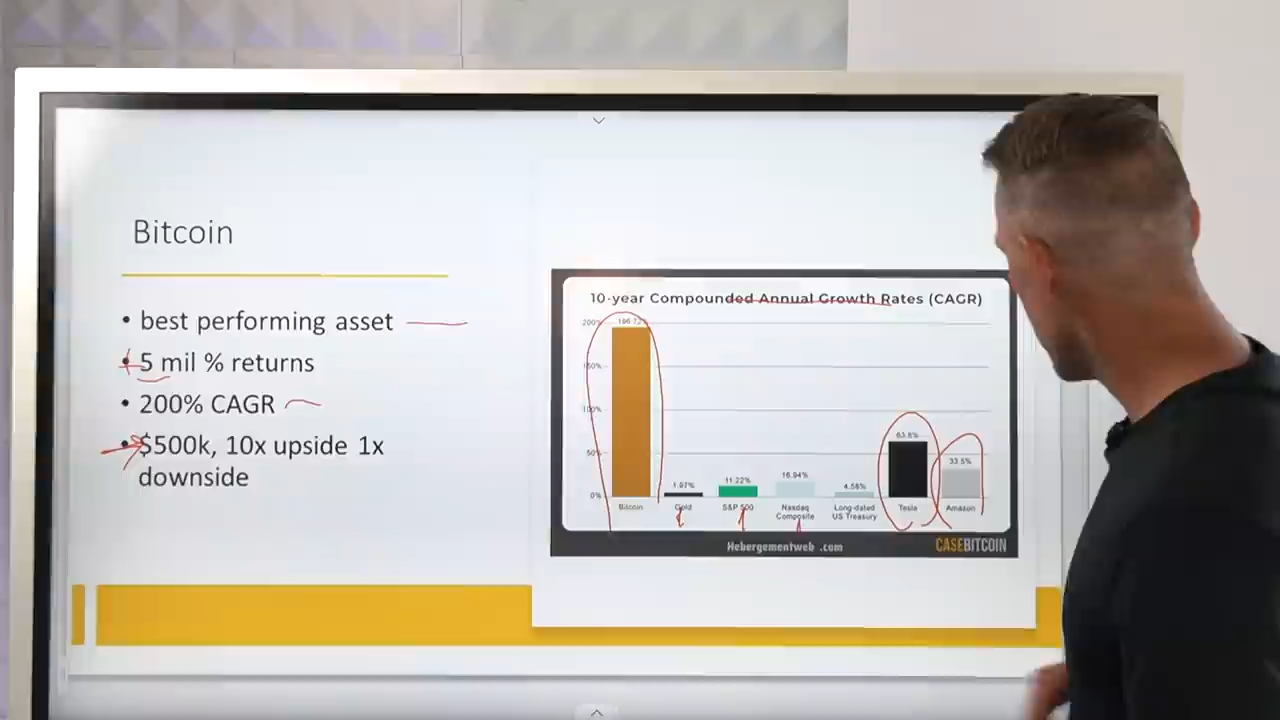 Bitcoin
• best performing asset
• 5 mil % returns
• 200% CAGR
• $500k, 10x upside 1x
downside
10-year Compounded Annual Growth Rates (CAGR)
200%
196.72
150%
100%
50%
0%
1.97%
11.22%
16.94%
4.58%
63.8%
33.5%
Bitcoin
Gold
S&P 500
Nasdaq
Composite
Long-dated
US Treasury
Tesla
Amazon
Hebergementweb .com
CASEBITCOIN